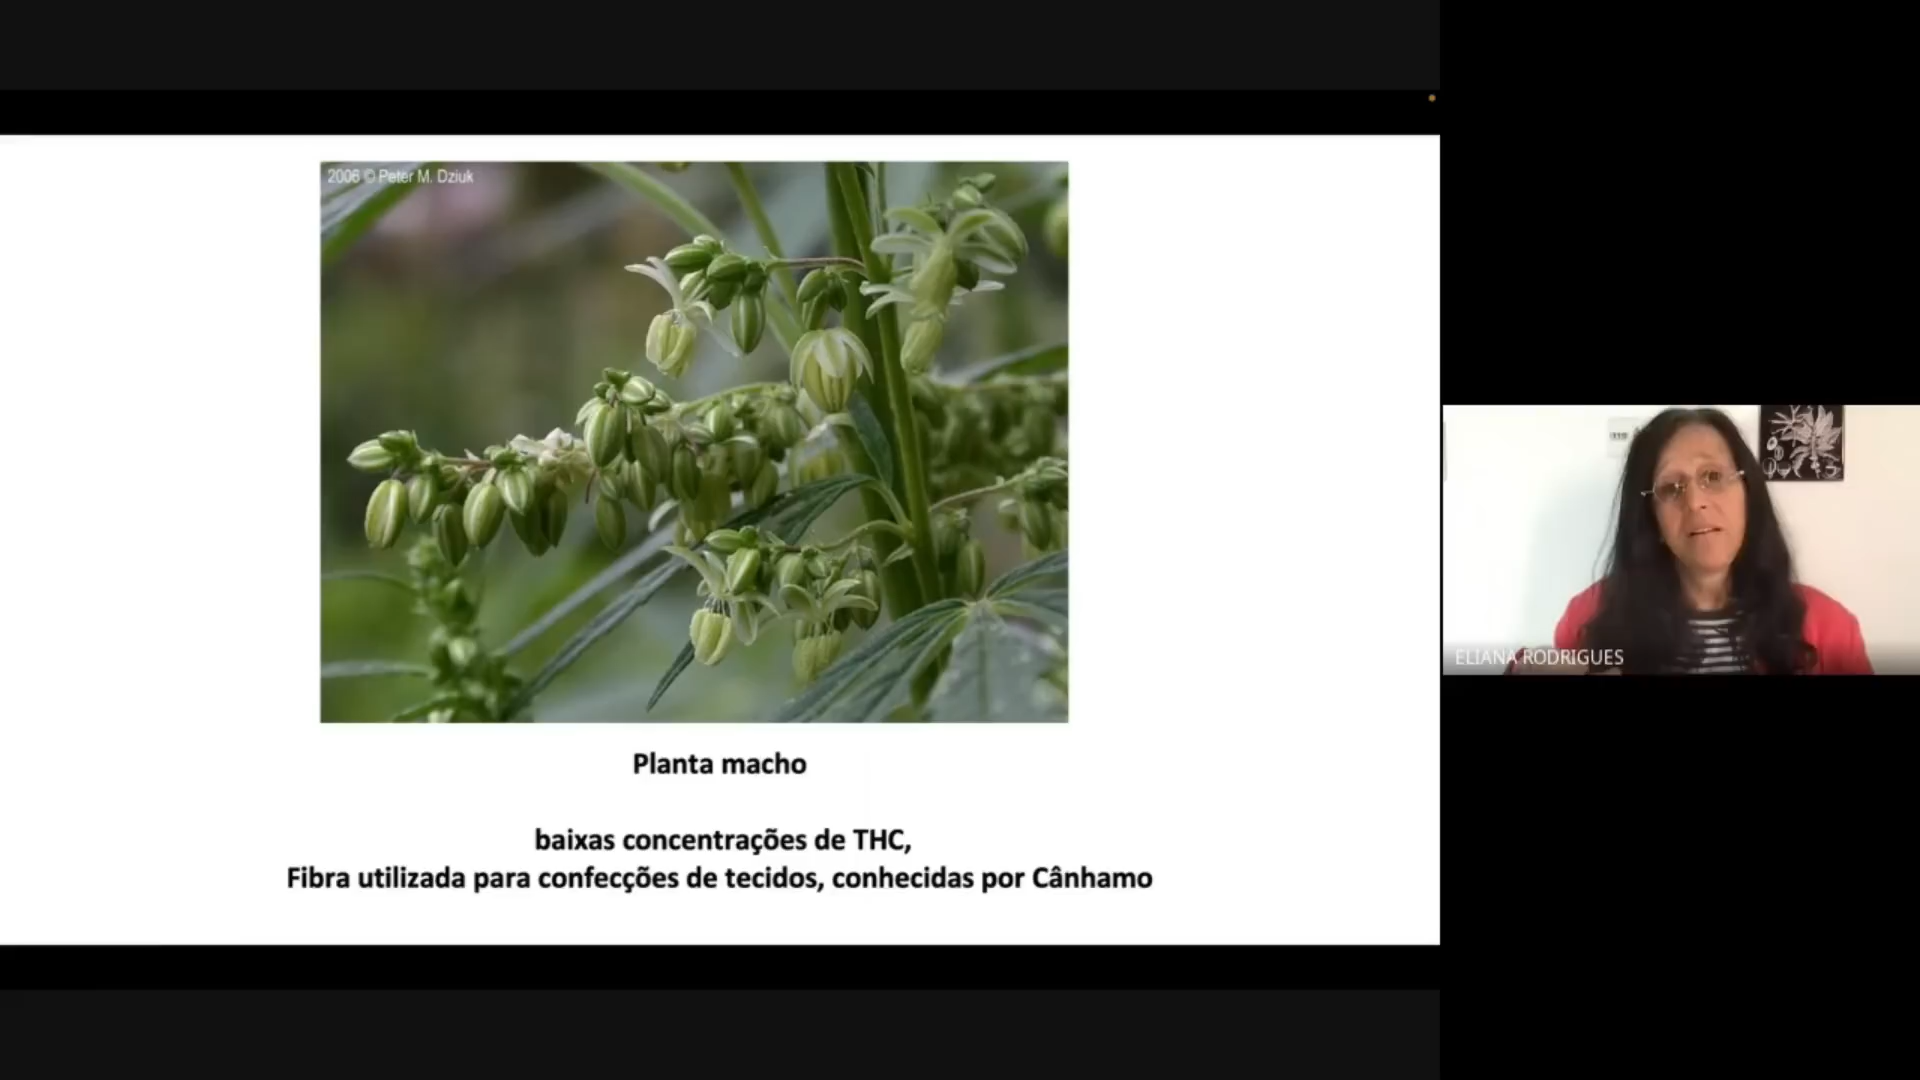 2006 © Peter M. Dziuk
Planta macho
baixas concentrações de THC,
Fibra utilizada para confecções de tecidos, conhecidas por Cânhamo
ELIANA RODRIGUES